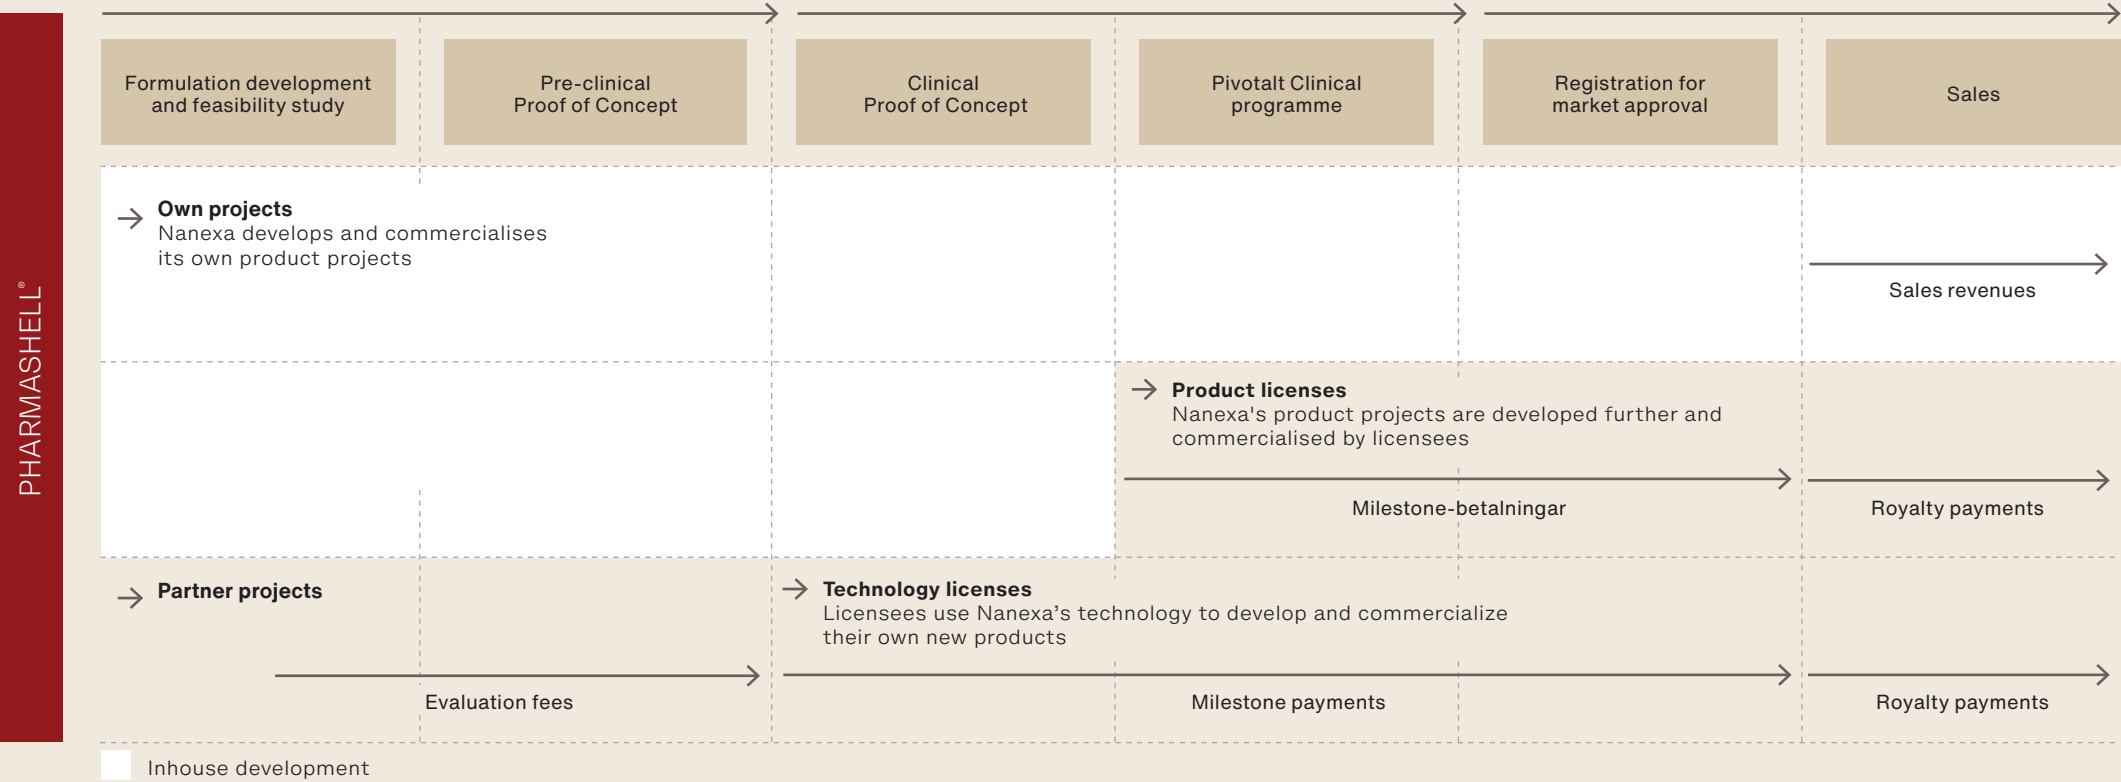 PHARMASHELL®
Formulation development
and feasibility study
Pre-clinical
Proof of Concept
Clinical
Proof of Concept
Pivotalt Clinical
programme
Registration for
market approval
Sales
Own projects
Nanexa develops and commercialises
its own product projects
Sales revenues
Product licenses
Nanexa's product projects are developed further and
commercialised by licensees
Milestone-betalningar
Royalty payments
Partner projects
Technology licenses
Licensees use Nanexa’s technology to develop and commercialize
their own new products
Evaluation fees
Milestone payments
Royalty payments
Inhouse development